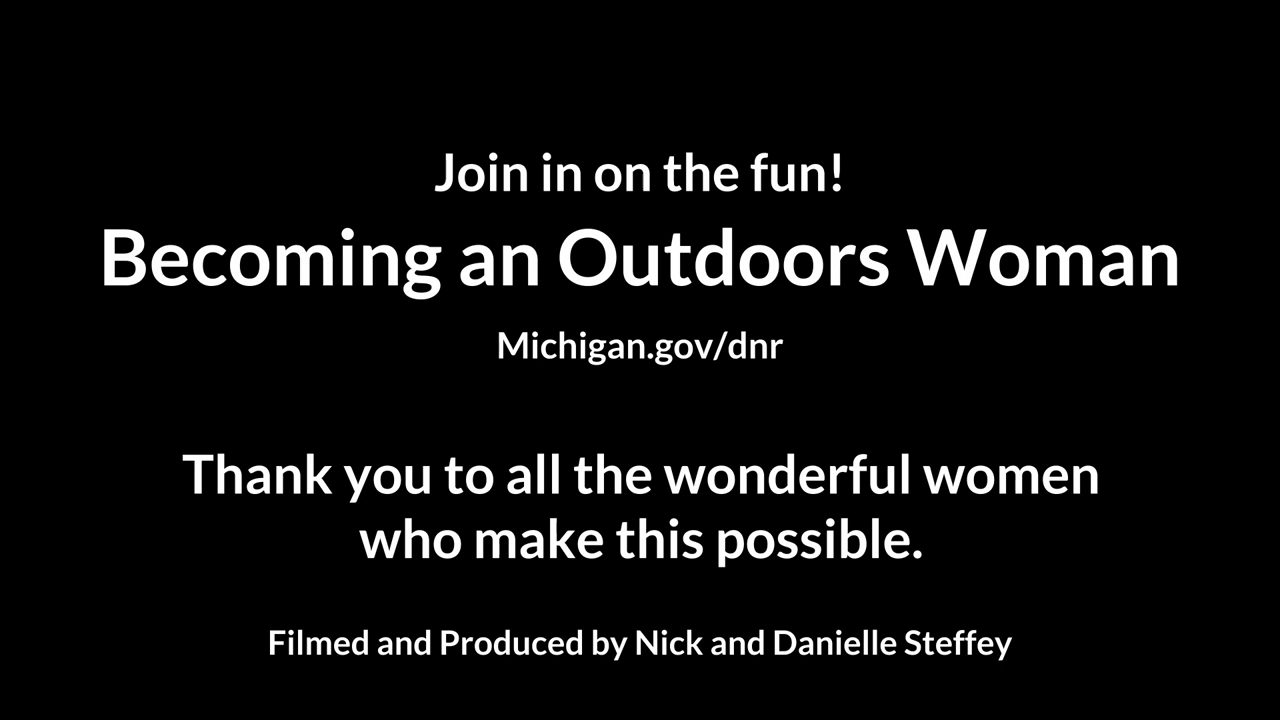 Join in on the fun!
Becoming an Outdoors Woman
Michigan.gov/dnr
Thank you to all the wonderful women
who make this possible.
Filmed and Produced by Nick and Danielle Steffey